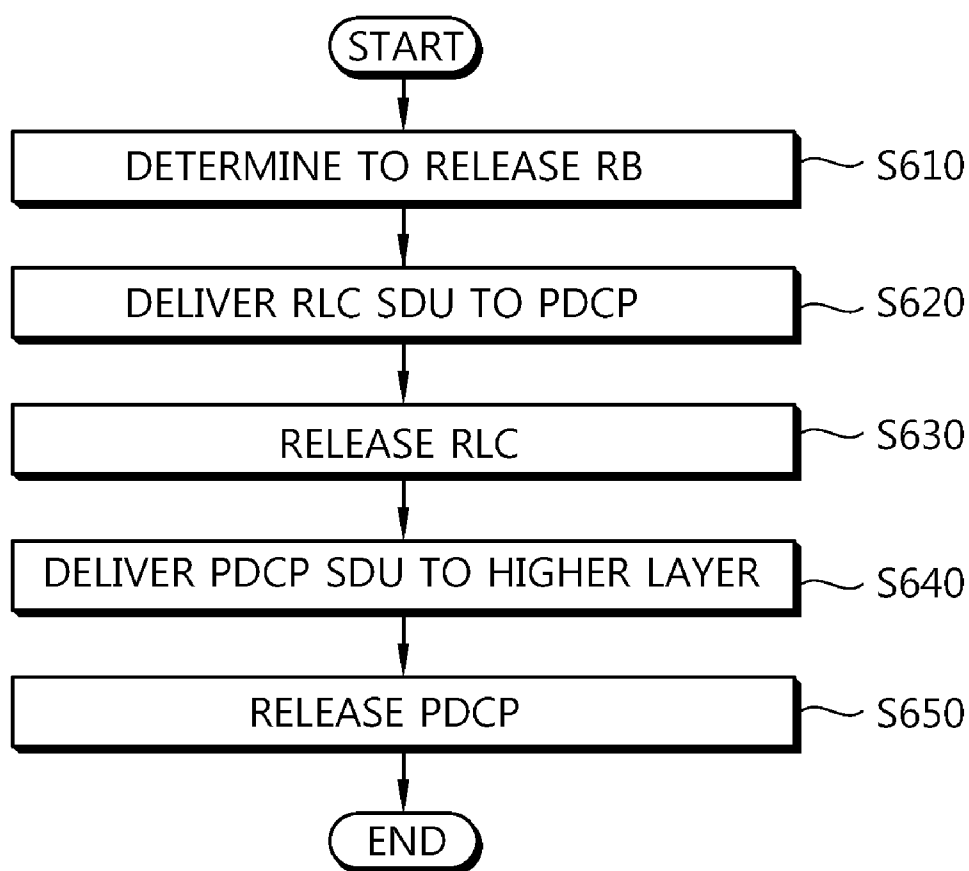 START
DETERMINE TO RELEASE RB
S610
DELIVER RLC SDU TO PDCP
S620
RELEASE RLC
S630
DELIVER PDCP SDU TO HIGHER LAYER
S640
RELEASE PDCP
S650
END